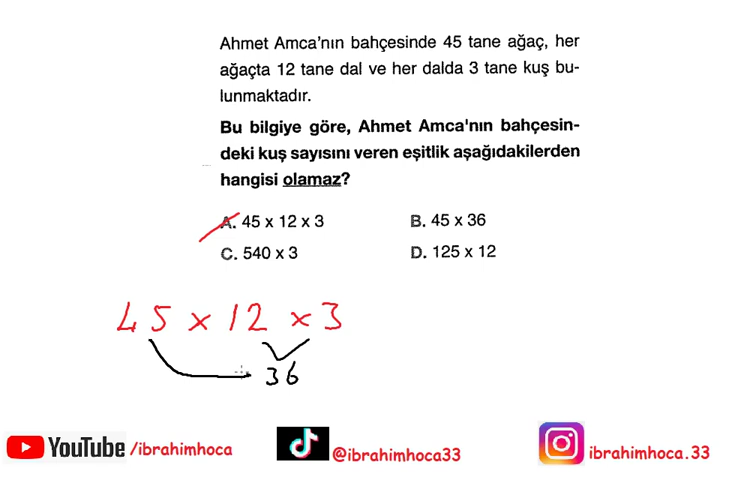 Ahmet Amca'nın bahçesinde 45 tane ağaç, her
ağaçta 12 tane dal ve her dalda 3 tane kuş bu-
lunmaktadır.
Bu bilgiye göre, Ahmet Amca'nın bahçesin-
deki kuş sayısını veren eşitlik aşağıdakilerden
hangisi olamaz?
A. 45 x 12 x 3
B. 45 x 36
C. 540 x 3
D. 125 x 12
45 x 12 x 3
36
YouTube /ibrahimhoca
@ibrahimhoca33
ibrahimhoca.33